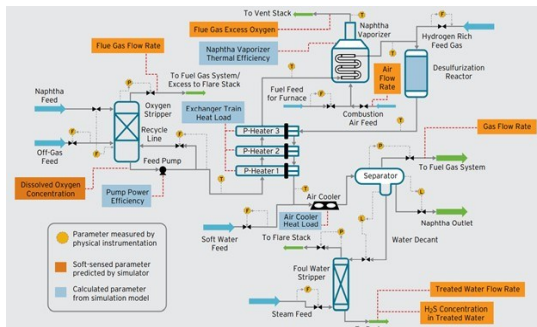 To Vent Stack
Flue Gas Excess Oxygen
Naphtha
Vaporizer
Flue Gas Flow Rate
Naphtha Vaporizer
Thermal Efficiency
Hydrogen Rich
Feed Gas
Air
Flow
Rate
Desulfurization
Reactor
To Fuel Gas System/
Excess to Flare Stack
Fuel Feed
for Furnace
Naphtha
Feed
Oxygen
Stripper
Exchanger Train
Heat Load
Combustion
Air Feed
Gas Flow Rate
Recycle
Line
P-Heater 3
Off-Gas
Feed
P-Heater 2
Feed Pump
P-Heater 1
To Fuel Gas System
Dissolved Oxygen
Concentration
Pump Power
Efficiency
Air Cooler
Separator
Air Cooler
Heat Load
Naphtha Outlet
Soft Water
Feed
To Flare Stack
Water Decant
Parameter measured by
physical instrumentation
Soft-sensed parameter
predicted by simulator
Calculated parameter
from simulation model
Foul Water
Stripper
Treated Water Flow Rate
Steam Feed
H₂S Concentration
in Treated Water